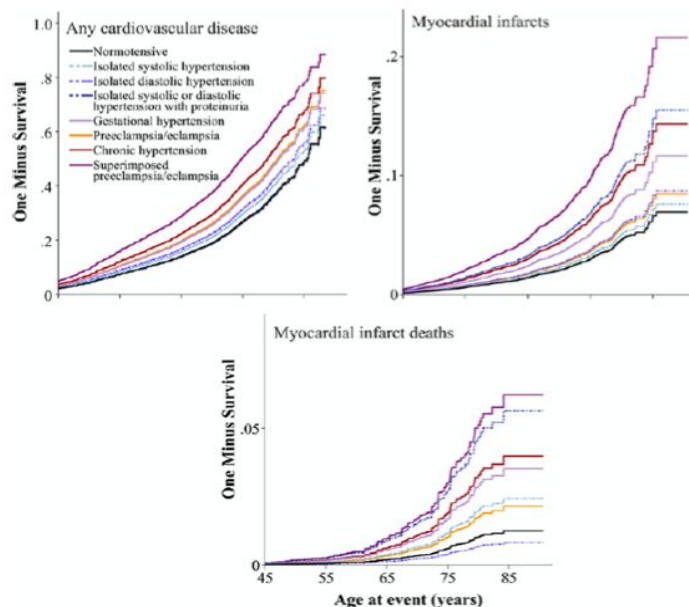 Any cardiovascular disease
Normotensive
Isolated systolic hypertension
Isolated diastolic hypertension
Isolated systolic or diastolic
hypertension with proteinuria
Gestational hypertension
Preeclampsia/eclampsia
Chronic hypertension
Superimposed
preeclampsia/eclampsia
One Minus Survival
1.0
.8
.6
.4
.2
0
Myocardial infarcts
One Minus Survival
.2
.1
0
Myocardial infarct deaths
One Minus Survival
.05
0
45 55 65 75 85
Age at event (years)